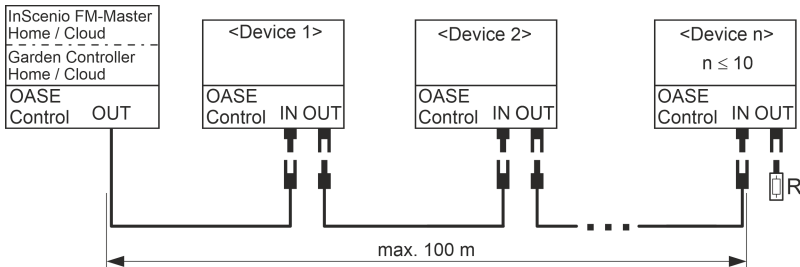 InScenio FM-Master
Home / Cloud
Garden Controller
Home / Cloud
OASE
Control OUT
<Device 1>
OASE
Control IN OUT
<Device 2>
OASE
Control IN OUT
<Device n>
n ≤ 10
OASE
Control IN OUT
R
max. 100 m